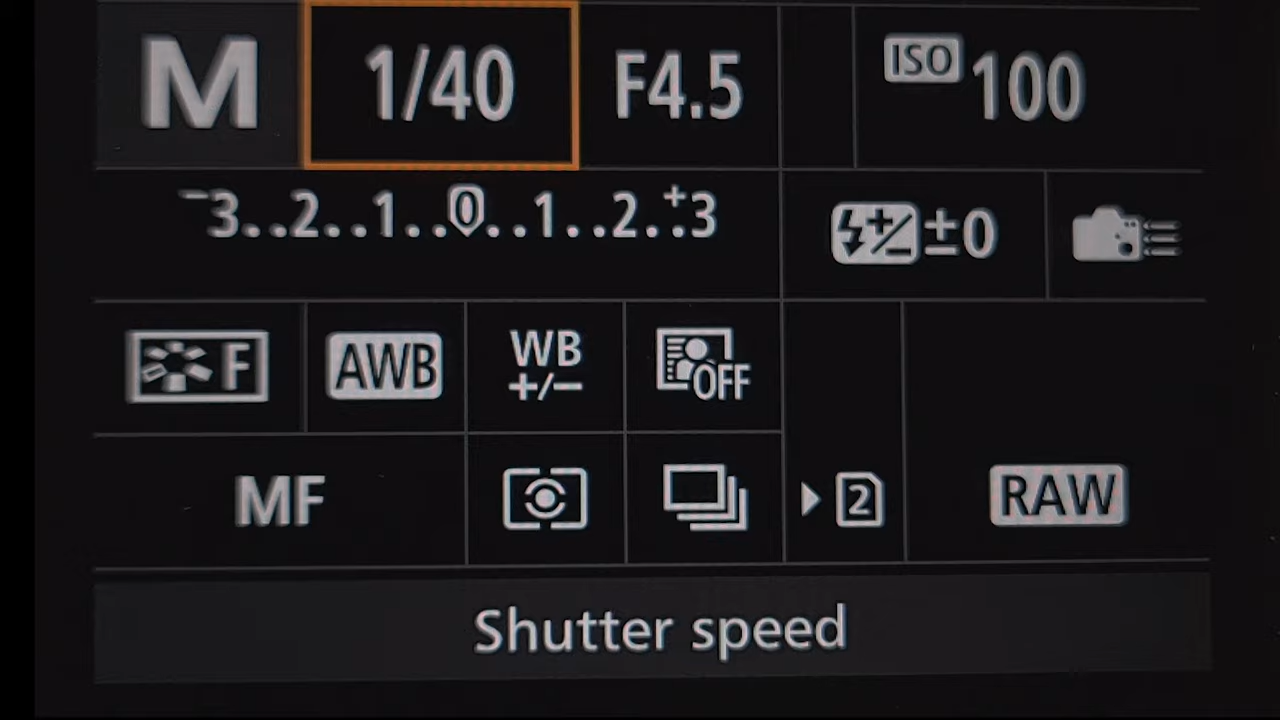 M 1/40 F4.5 ISO 100
-3..2..1..0..1..2..+3 +/- ±0
F AWB WB +/- OFF
MF 2 RAW
Shutter speed